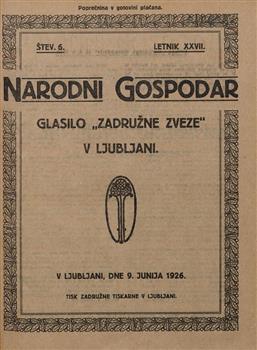 Poprečnina v gotovini plačana.
ŠTEV. 6. LETNIK XXVII.
NARODNI GOSPODAR
GLASILO „ZADRUŽNE ZVEZE"
V LJUBLJANI.
V LJUBLJANI, DNE 9. JUNIJA 1926.
TISK ZADRUŽNE TISKARNE V LJUBLJANI.